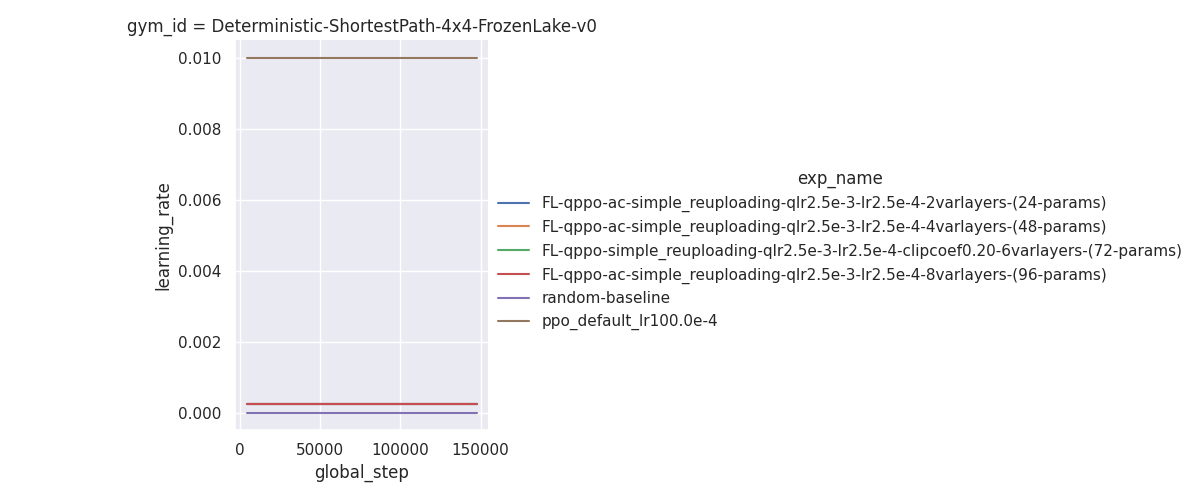 gym_id = Deterministic-ShortestPath-4x4-FrozenLake-v0
0.010
0.008
0.006
0.004
0.002
0.000
learning_rate
0
50000
100000
150000
global_step
exp_name
FL-qppo-ac-simple_reuploading-qlr2.5e-3-lr2.5e-4-2varlayers-(24-params)
FL-qppo-ac-simple_reuploading-qlr2.5e-3-lr2.5e-4-4varlayers-(48-params)
FL-qppo-simple_reuploading-qlr2.5e-3-lr2.5e-4-clipcoef0.20-6varlayers-(72-params)
FL-qppo-ac-simple_reuploading-qlr2.5e-3-lr2.5e-4-8varlayers-(96-params)
random-baseline
ppo_default_lr100.0e-4